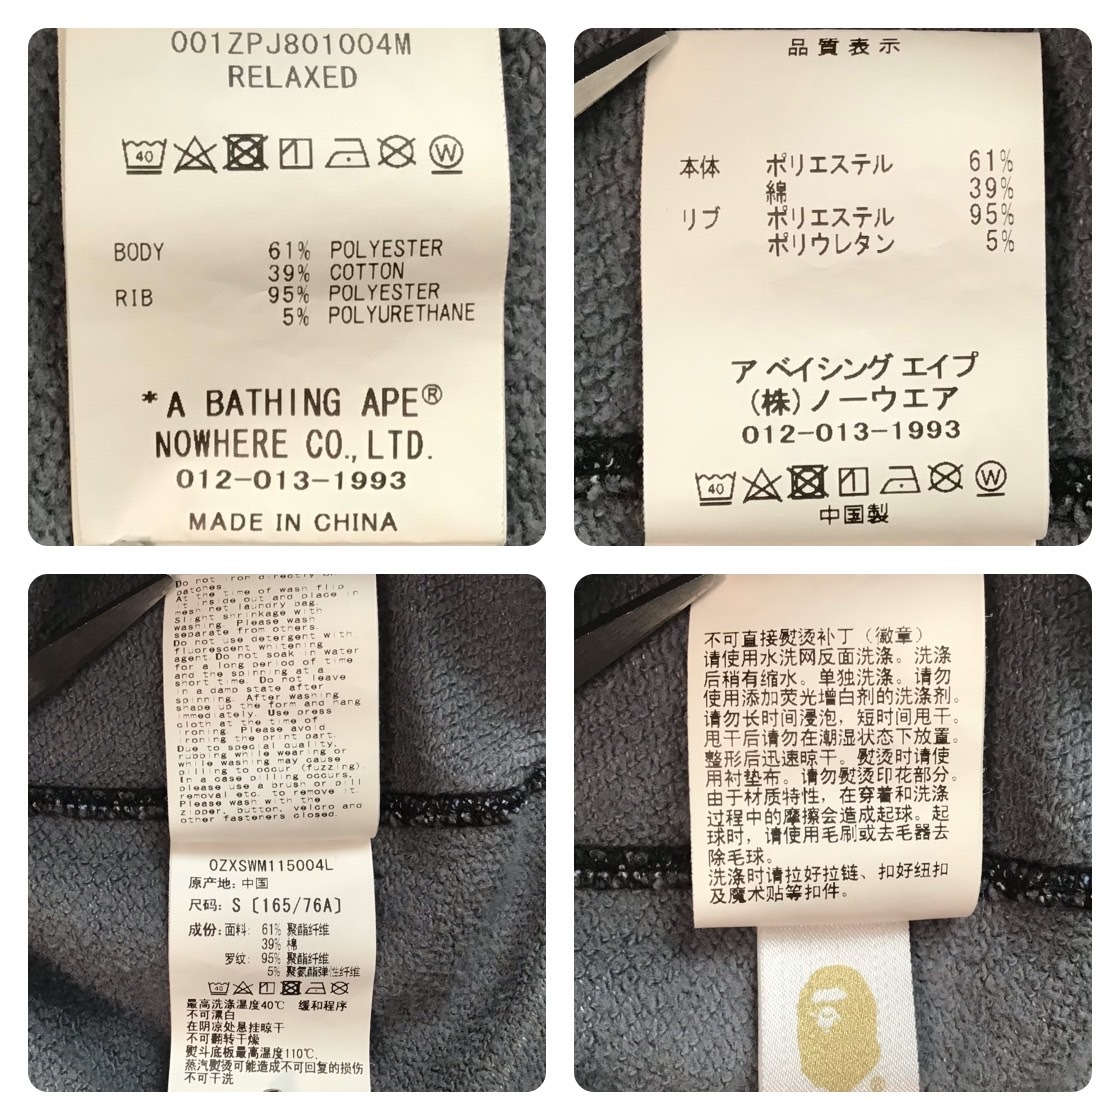 001ZPJ801004M
RELAXED
40
W
BODY 61% POLYESTER
39% COTTON
RIB 95% POLYESTER
5% POLYURETHANE
*A BATHING APE®
NOWHERE CO., LTD.
012-013-1993
MADE IN CHINA
品質表示
本体 ポリエステル 61%
綿 39%
リブ ポリエステル 95%
ポリウレタン 5%
ア ベイシング エイプ
(株)ノーウエア
012-013-1993
40
W
中国製
Do not iron directly on
patches
At the time of wash flip
it inside out and place in
mesh net laundry bag.
Slight shrinkage with
washing. Please wash
separate from others.
Do not use detergent with
fluorescent whitening
agent Do not soak in water
for a long period of time
and the spinning at a
short time. Do not leave
in a damp state after
spinning. After washing
shape up the form and hang
immediately. Use press
cloth at the time of
ironing. Please avoid
ironing the print part.
Due to special quality,
rubbing while wearing or
while washing may cause
pilling to occur (fuzzing).
In a case pilling occurs,
please use a brush or pill
removal etc. to remove it.
Please wash with the
zipper, button, velcro and
other fasteners closed.
OZXSWM115004L
原产地: 中国
尺码: S [165/76A]
成份: 面料: 61% 聚酯纤维
39% 棉
罗纹: 95% 聚酯纤维
5% 聚氨酯弹性纤维
40
最高洗涤温度40℃ 缓和程序
不可漂白
在阴凉处悬挂晾干
不可翻转干燥
熨斗底板最高温度110℃,
蒸汽熨烫可能造成不可回复的损伤
不可干洗
不可直接熨烫补丁（徽章）
请使用水洗网反面洗涤。洗涤
后稍有缩水。单独洗涤。请勿
使用添加荧光增白剂的洗涤剂。
请勿长时间浸泡，短时间甩干。
甩干后请勿在潮湿状态下放置。
整形后迅速晾干。熨烫时请使
用衬垫布。请勿熨烫印花部分。
由于材质特性，在穿着和洗涤
过程中的摩擦会造成起球。起
球时，请使用毛刷或去毛器去
除毛球。
洗涤时请拉好拉链、扣好纽扣
及魔术贴等扣件。
®